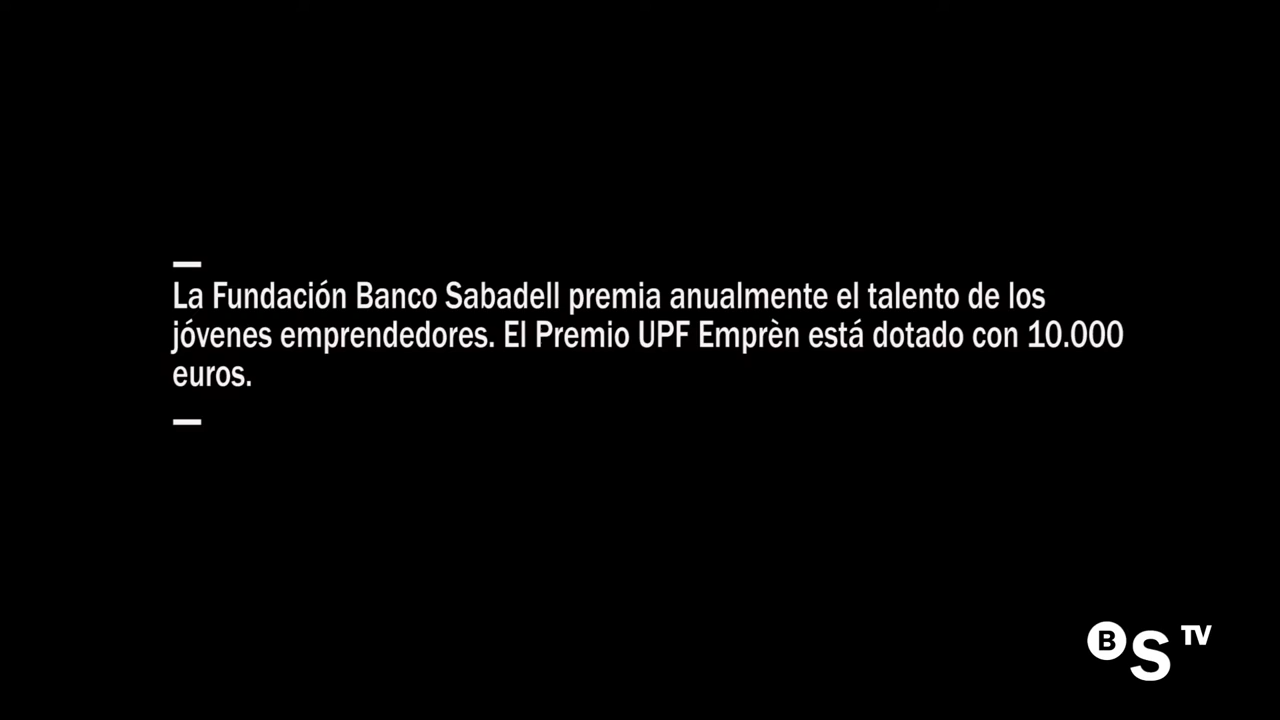 La Fundación Banco Sabadell premia anualmente el talento de los
jóvenes emprendedores. El Premio UPF Emprèn está dotado con 10.000
euros.
B S TV